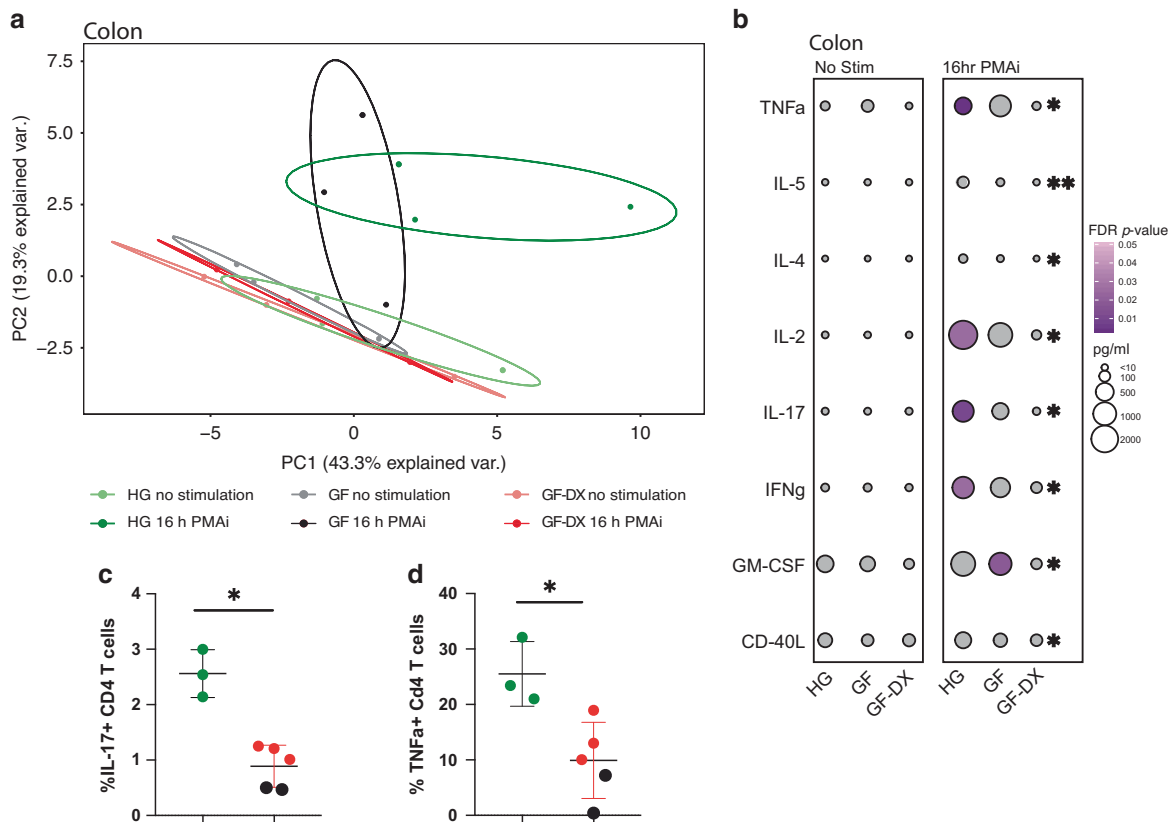 a
Colon
7.5
5.0
2.5
0.0
−2.5
PC2 (19.3% explained var.)
−5
0
5
10
PC1 (43.3% explained var.)
HG no stimulation
GF no stimulation
GF-DX no stimulation
HG 16 h PMAi
GF 16 h PMAi
GF-DX 16 h PMAi
b
Colon
No Stim
16hr PMAi
TNFa
*
IL-5
**
IL-4
*
IL-2
*
IL-17
*
IFNg
*
GM-CSF
*
CD-40L
*
HG
GF
GF-DX
HG
GF
GF-DX
FDR p-value
0.05
0.04
0.03
0.02
0.01
pg/ml
<10
100
500
1000
2000
c
*
4
3
2
1
0
%IL-17+ CD4 T cells
d
*
40
30
20
10
0
% TNFa+ Cd4 T cells